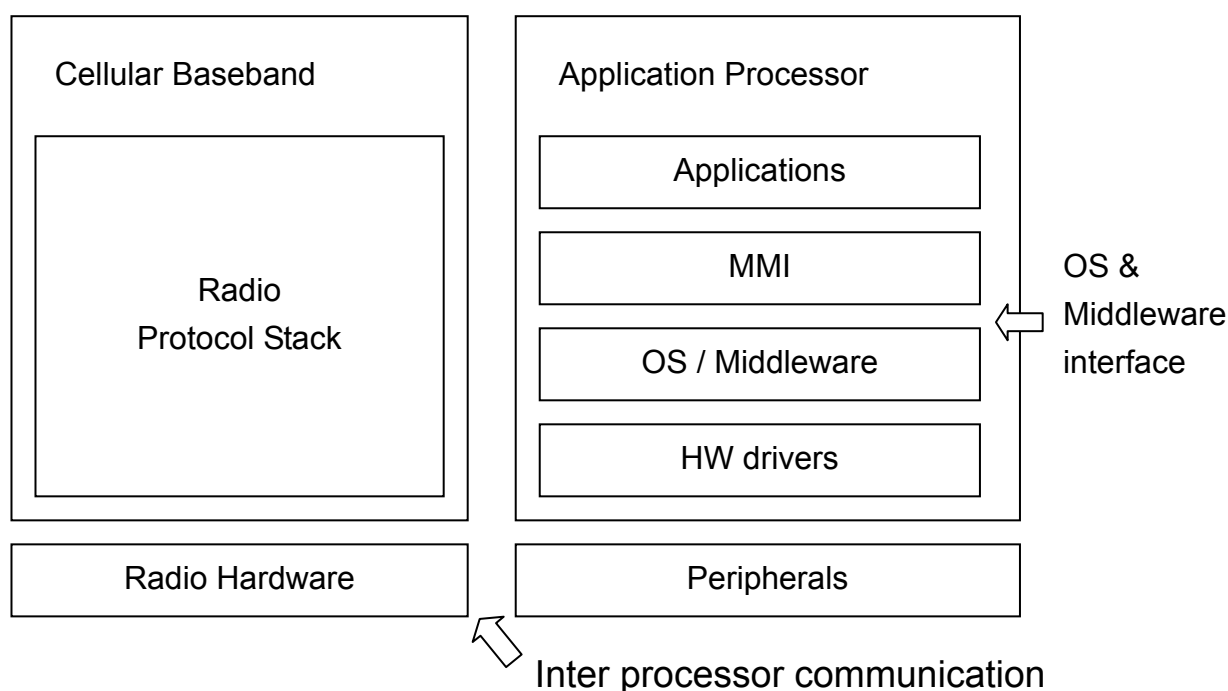 Cellular Baseband
Radio
Protocol Stack
Radio Hardware
Application Processor
Applications
MMI
OS / Middleware
HW drivers
Peripherals
OS &
Middleware
interface
Inter processor communication